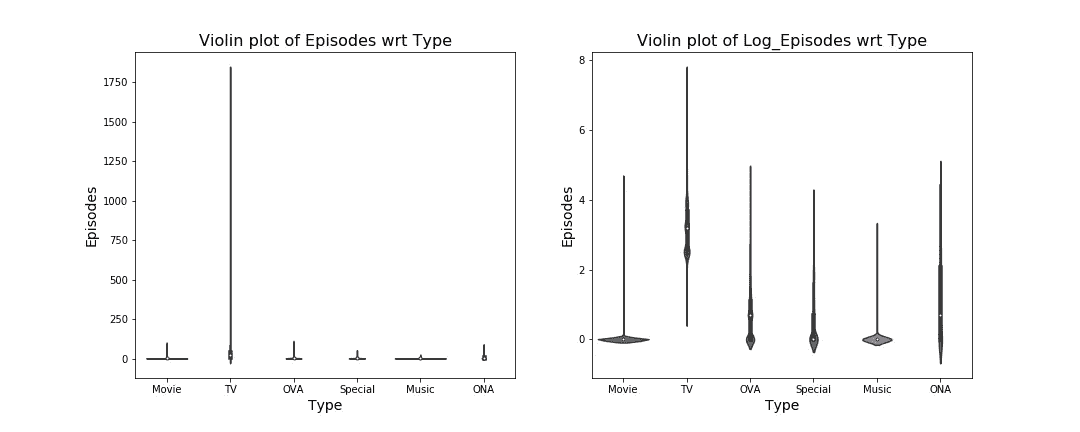 Violin plot of Episodes wrt Type
Episodes
1750
1500
1250
1000
750
500
250
0
Movie TV OVA Special Music ONA
Type
Violin plot of Log_Episodes wrt Type
Episodes
8
6
4
2
0
Movie TV OVA Special Music ONA
Type